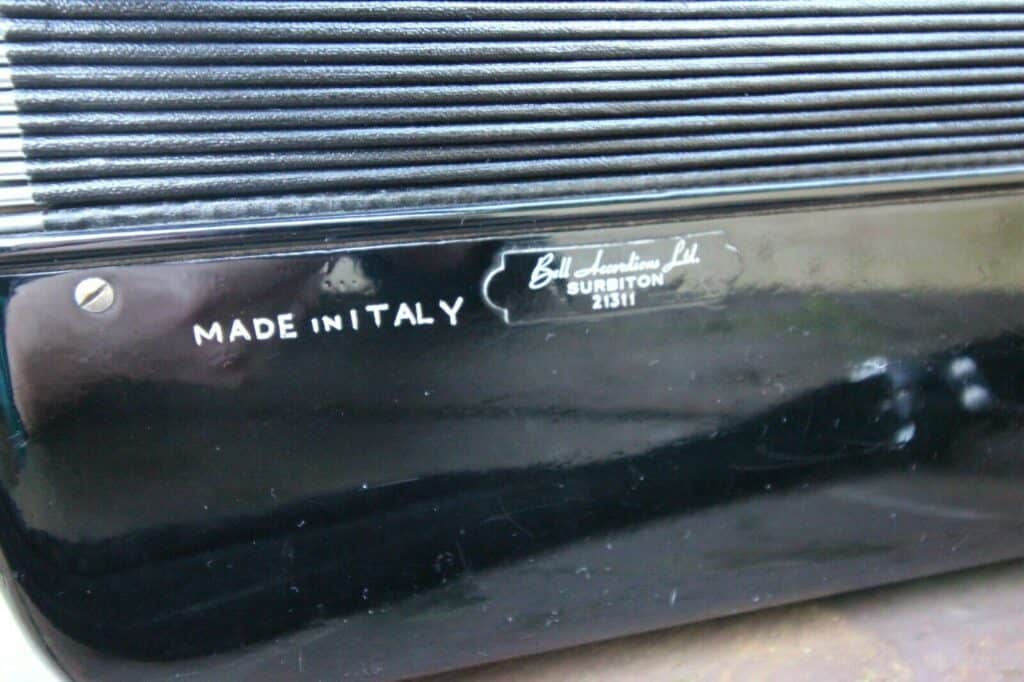 MADE IN ITALY
Bell Accordions Ltd.
SURBITON
21311